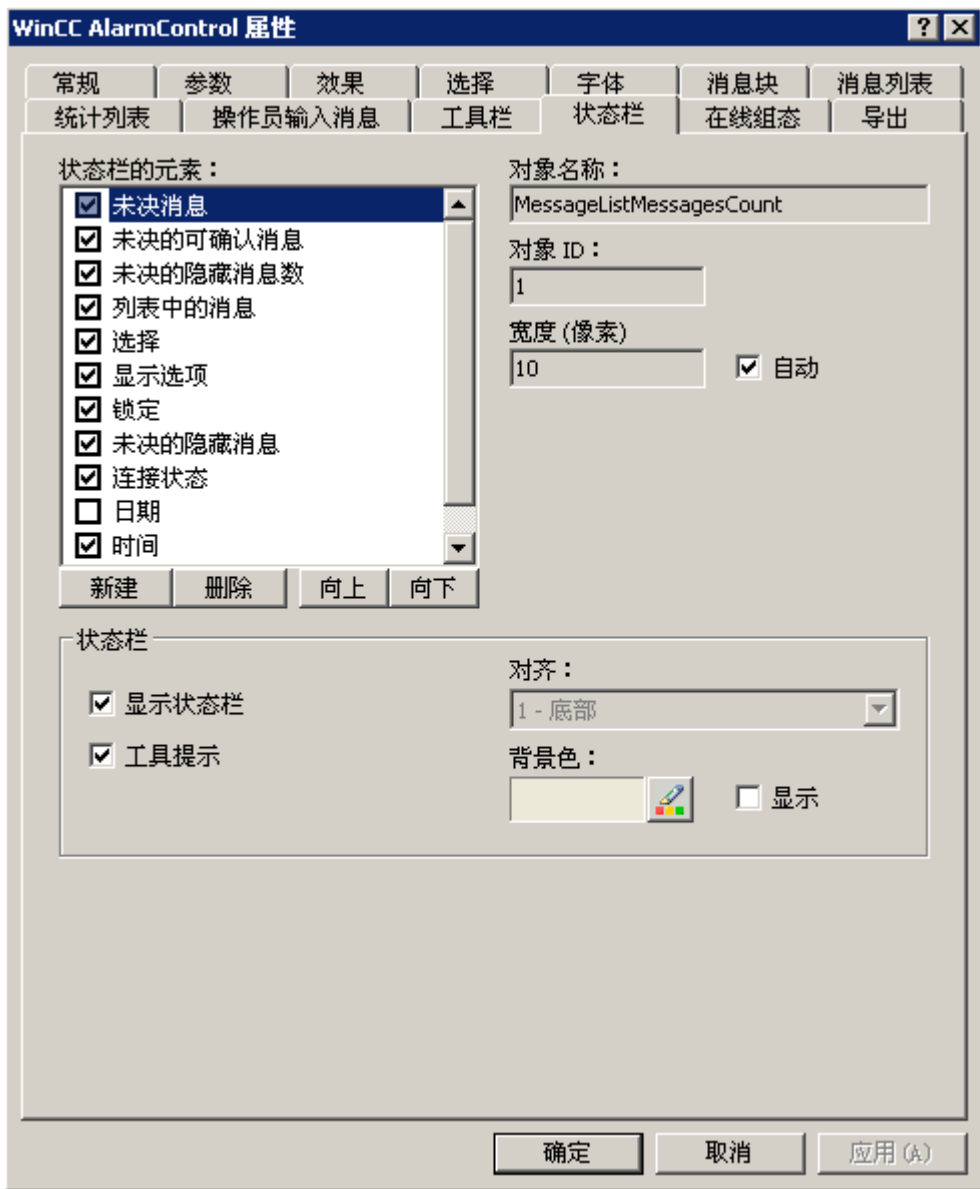 WinCC AlarmControl 属性
常规 参数 效果 选择 字体 消息块 消息列表
统计列表 操作员输入消息 工具栏 状态栏 在线组态 导出
状态栏的元素：
未决消息
未决的可确认消息
未决的隐藏消息数
列表中的消息
选择
显示选项
锁定
未决的隐藏消息
连接状态
日期
时间
新建 删除 向上 向下
对象名称：
MessageListMessagesCount
对象 ID：
1
宽度 (像素)
10 自动
状态栏
显示状态栏
工具提示
对齐：
1 - 底部
背景色：
显示
确定 取消 应用 (A)